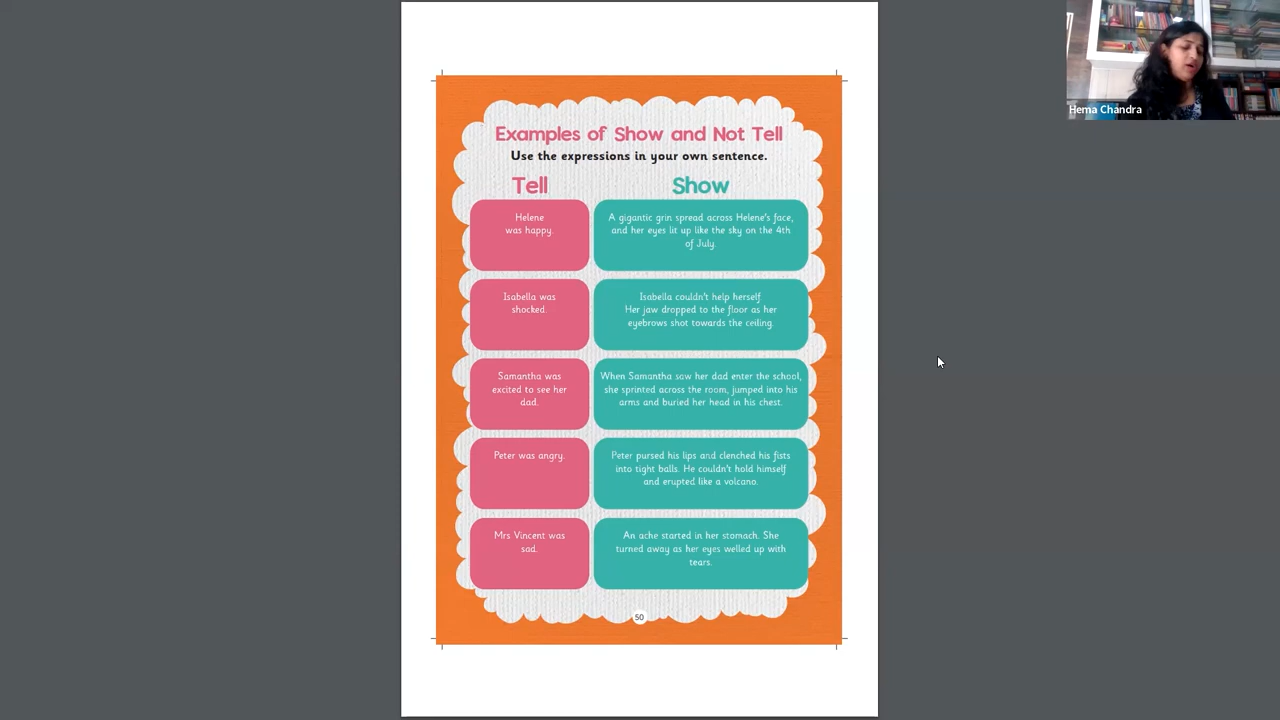 Hema Chandra
Examples of Show and Not Tell
Use the expressions in your own sentence.
Tell
Show
Helene
was happy.
A gigantic grin spread across Helene's face,
and her eyes lit up like the sky on the 4th
of July.
Isabella was
shocked.
Isabella couldn't help herself
Her jaw dropped to the floor as her
eyebrows shot towards the ceiling.
Samantha was
excited to see her
dad.
When Samantha saw her dad enter the school,
she sprinted across the room, jumped into his
arms and buried her head in his chest.
Peter was angry.
Peter pursed his lips and clenched his fists
into tight balls. He couldn't hold himself
and erupted like a volcano.
Mrs Vincent was
sad.
An ache started in her stomach. She
turned away as her eyes welled up with
tears.
50